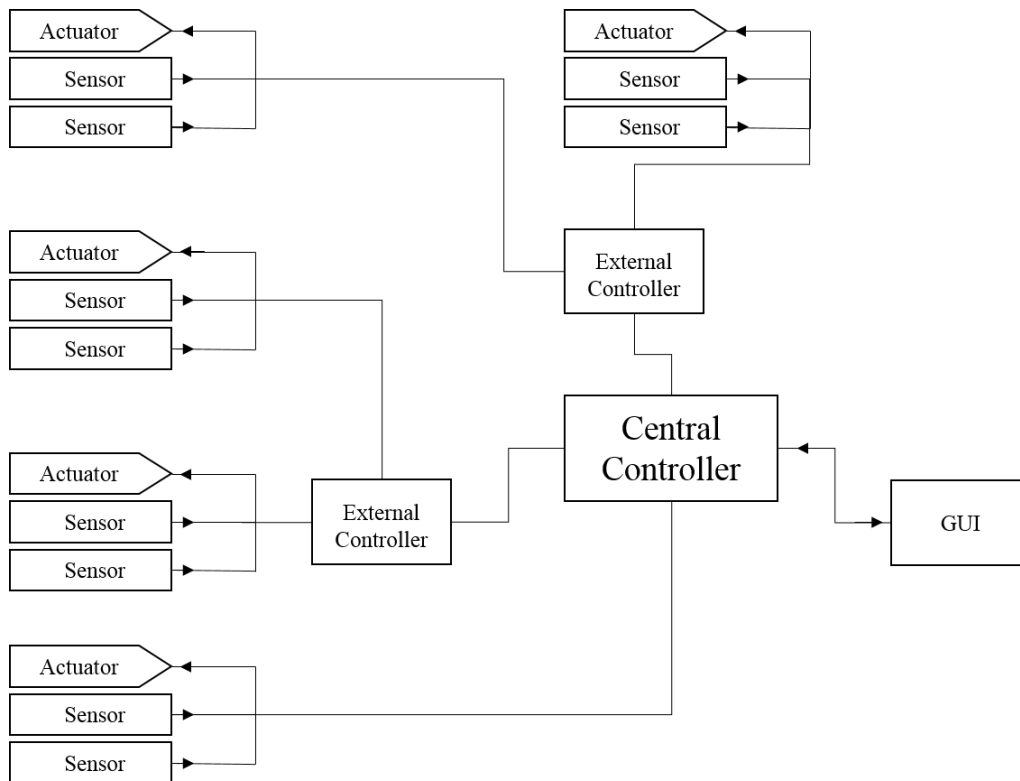 Actuator
Sensor
Sensor
Actuator
Sensor
Sensor
Actuator
Sensor
Sensor
External
Controller
Central
Controller
Actuator
Sensor
Sensor
External
Controller
GUI
Actuator
Sensor
Sensor